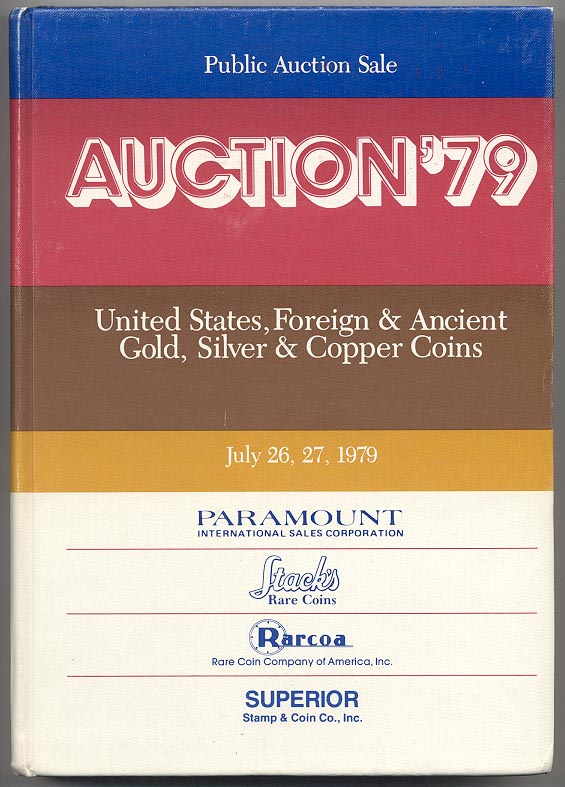 Public Auction Sale
AUCTION '79
United States, Foreign & Ancient
Gold, Silver & Copper Coins
July 26, 27, 1979
PARAMOUNT
INTERNATIONAL SALES CORPORATION
Stack's
Rare Coins
Rarcoa
Rare Coin Company of America, Inc.
SUPERIOR
Stamp & Coin Co., Inc.